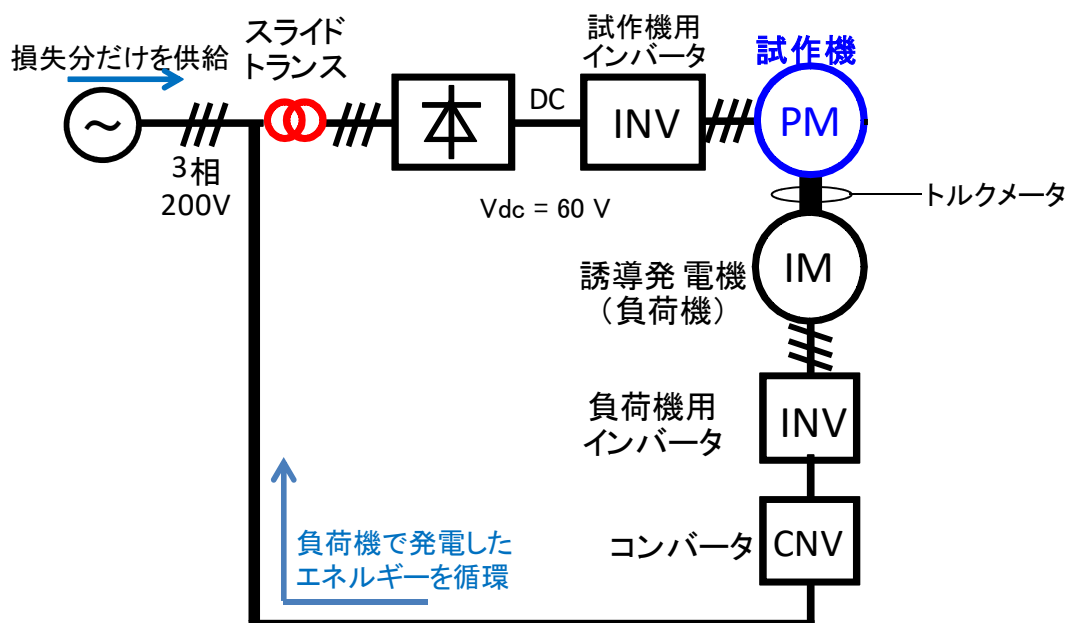 損失分だけを供給
スライド
トランス
試作機用
インバータ
試作機
~
DC
INV
PM
3相
200V
Vdc = 60 V
トルクメータ
誘導発電機
（負荷機）
IM
負荷機用
インバータ
INV
負荷機で発電した
エネルギーを循環
コンバータ
CNV